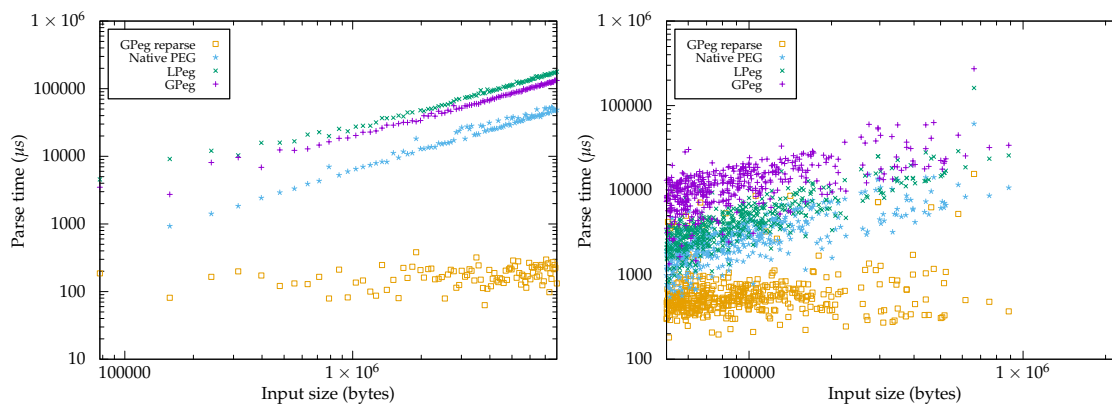 1 × 10^6
100000
10000
1000
100
10
Parse time (µs)
GPeg reparse
Native PEG
LPeg
GPeg
100000
1 × 10^6
Input size (bytes)
1 × 10^6
100000
10000
1000
100
Parse time (µs)
GPeg reparse
Native PEG
LPeg
GPeg
100000
1 × 10^6
Input size (bytes)